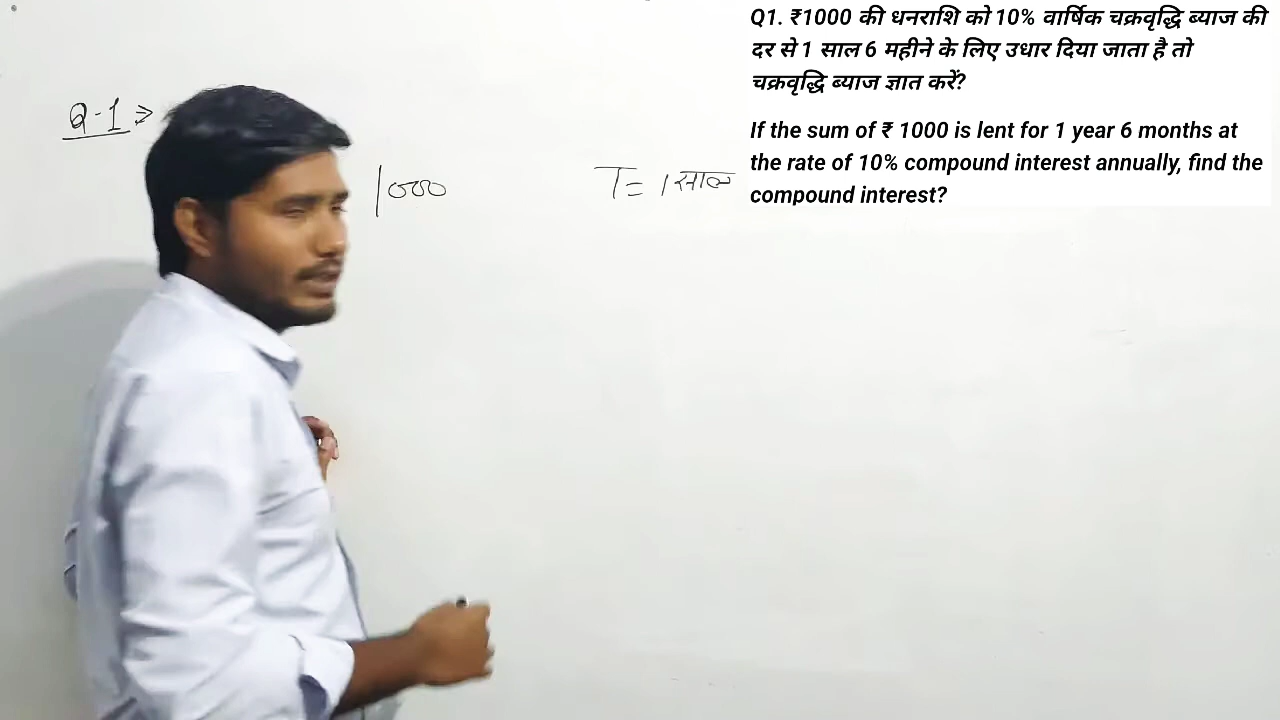 Q1. ₹1000 की धनराशि को 10% वार्षिक चक्रवृद्धि ब्याज की
दर से 1 साल 6 महीने के लिए उधार दिया जाता है तो
चक्रवृद्धि ब्याज ज्ञात करें?
If the sum of ₹ 1000 is lent for 1 year 6 months at
the rate of 10% compound interest annually, find the
compound interest?
Q-1 ⇒
1000
T = 1 साल